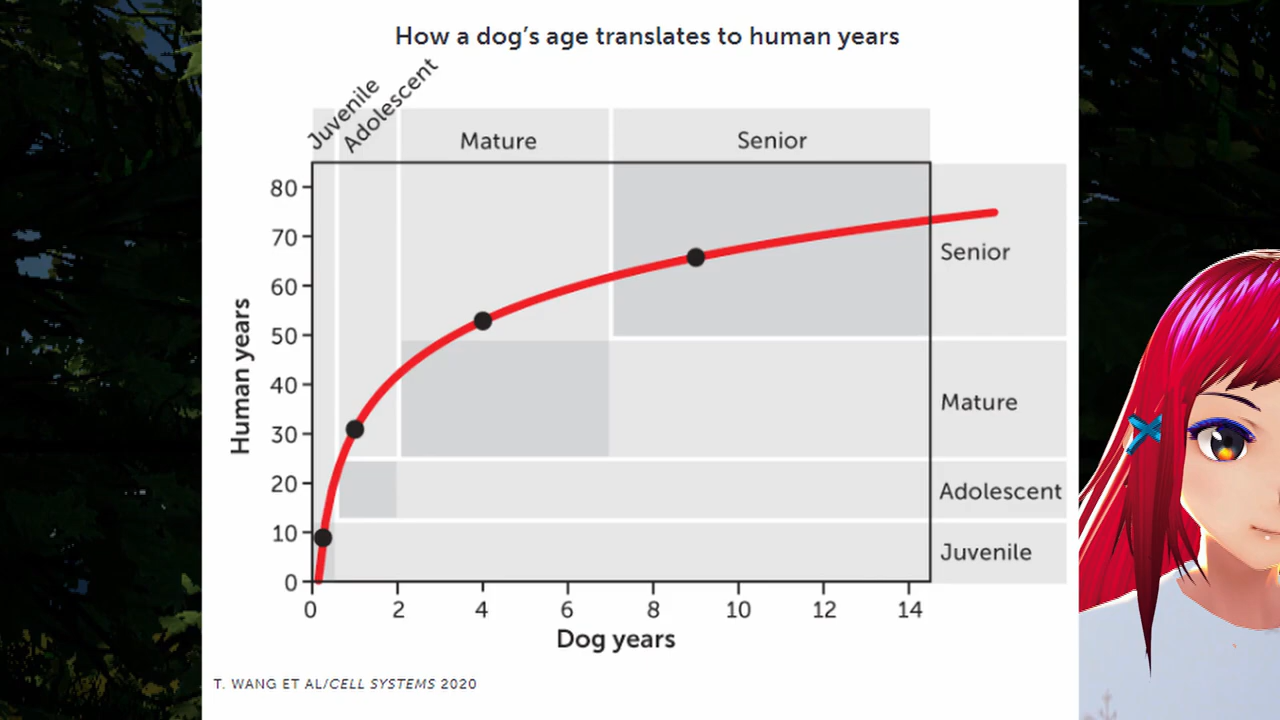 How a dog's age translates to human years
Juvenile
Adolescent
Mature
Senior
80
70
60
50
40
30
20
10
0
Human years
Senior
Mature
Adolescent
Juvenile
0 2 4 6 8 10 12 14
Dog years
T. WANG ET AL/CELL SYSTEMS 2020